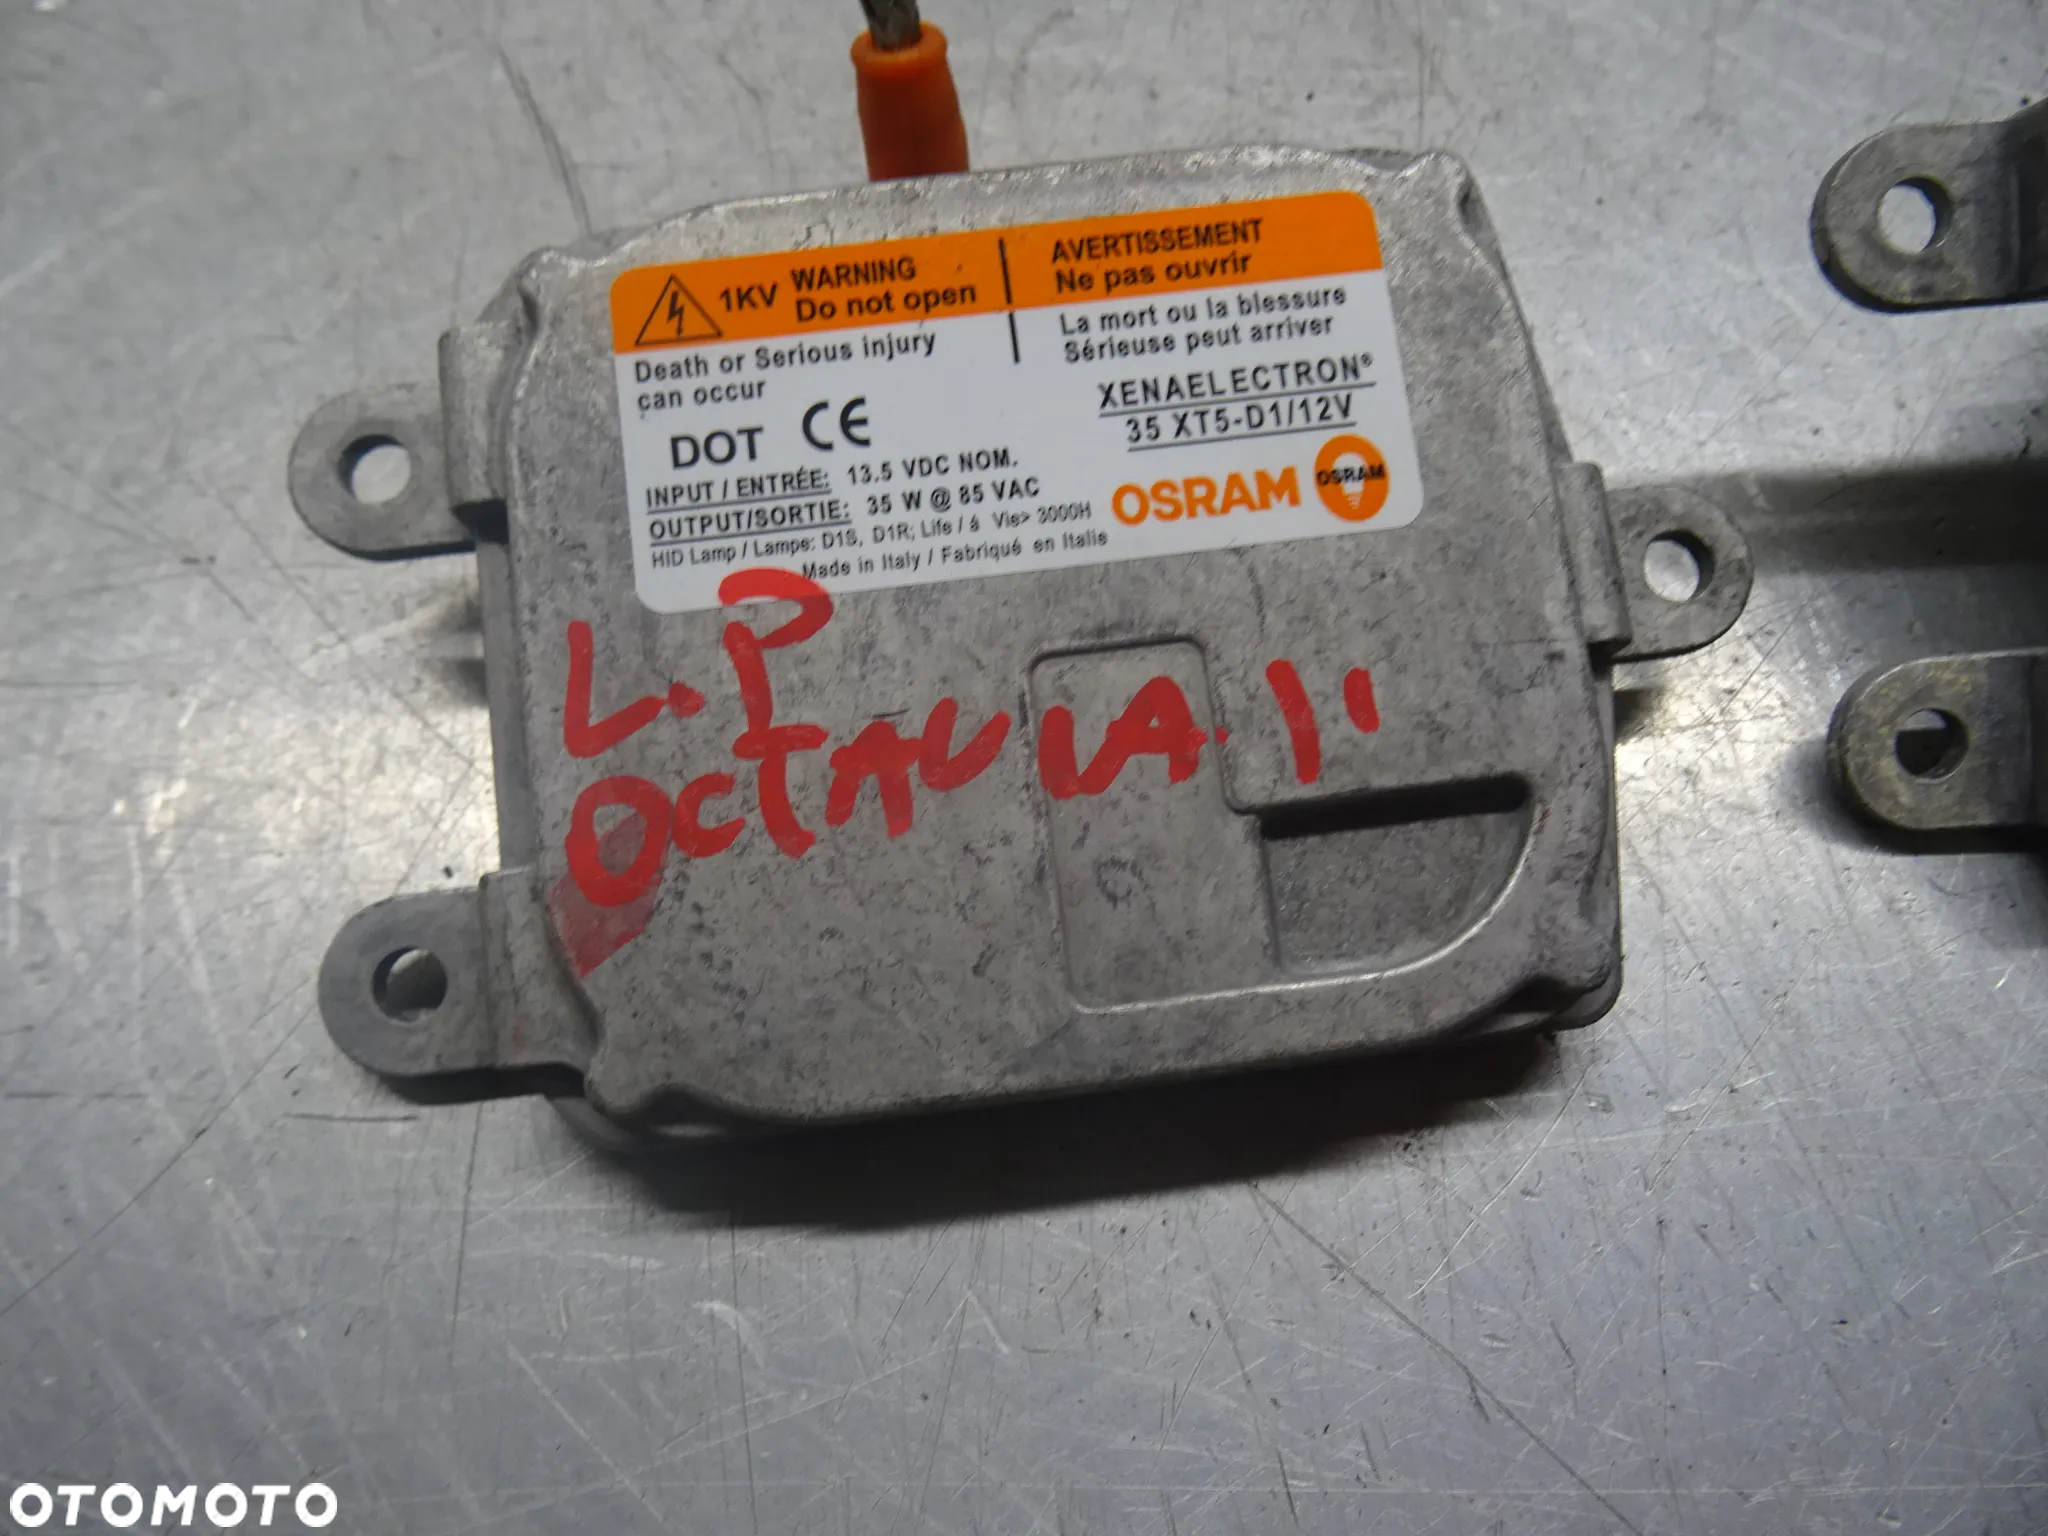 1KV WARNING
Do not open
AVERTISSEMENT
Ne pas ouvrir
Death or Serious injury
can occur
La mort ou la blessure
Sérieuse peut arriver
DOT CE
XENAELECTRON®
35 XT5-D1/12V
INPUT / ENTRÉE: 13.5 VDC NOM.
OUTPUT/SORTIE: 35 W @ 85 VAC
HID Lamp / Lampe: D1S, D1R; Life / á Vie> 3000H
Made in Italy / Fabriqué en Italie
OSRAM OSRAM
L.P
OCTAVIA.
OTOMOTO